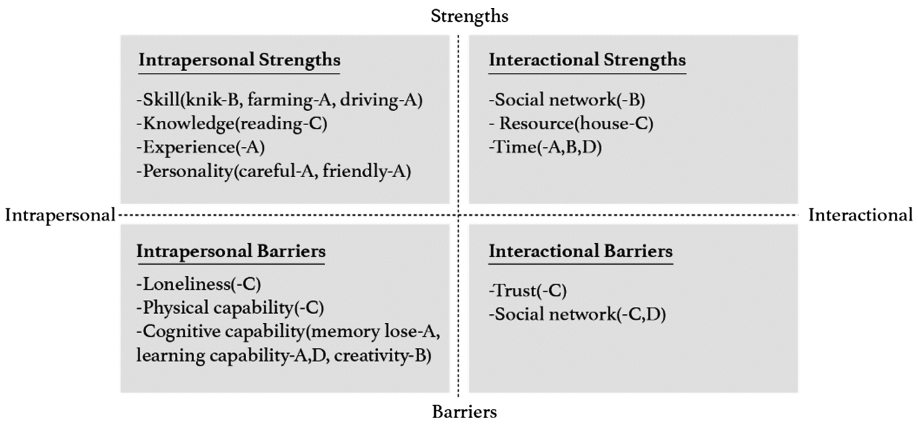 Strengths
Intrapersonal Strengths
-Skill(knik-B, farming-A, driving-A)
-Knowledge(reading-C)
-Experience(-A)
-Personality(careful-A, friendly-A)
Interactional Strengths
-Social network(-B)
- Resource(house-C)
-Time(-A,B,D)
Intrapersonal
Interactional
Intrapersonal Barriers
-Loneliness(-C)
-Physical capability(-C)
-Cognitive capability(memory lose-A,
learning capability-A,D, creativity-B)
Interactional Barriers
-Trust(-C)
-Social network(-C,D)
Barriers